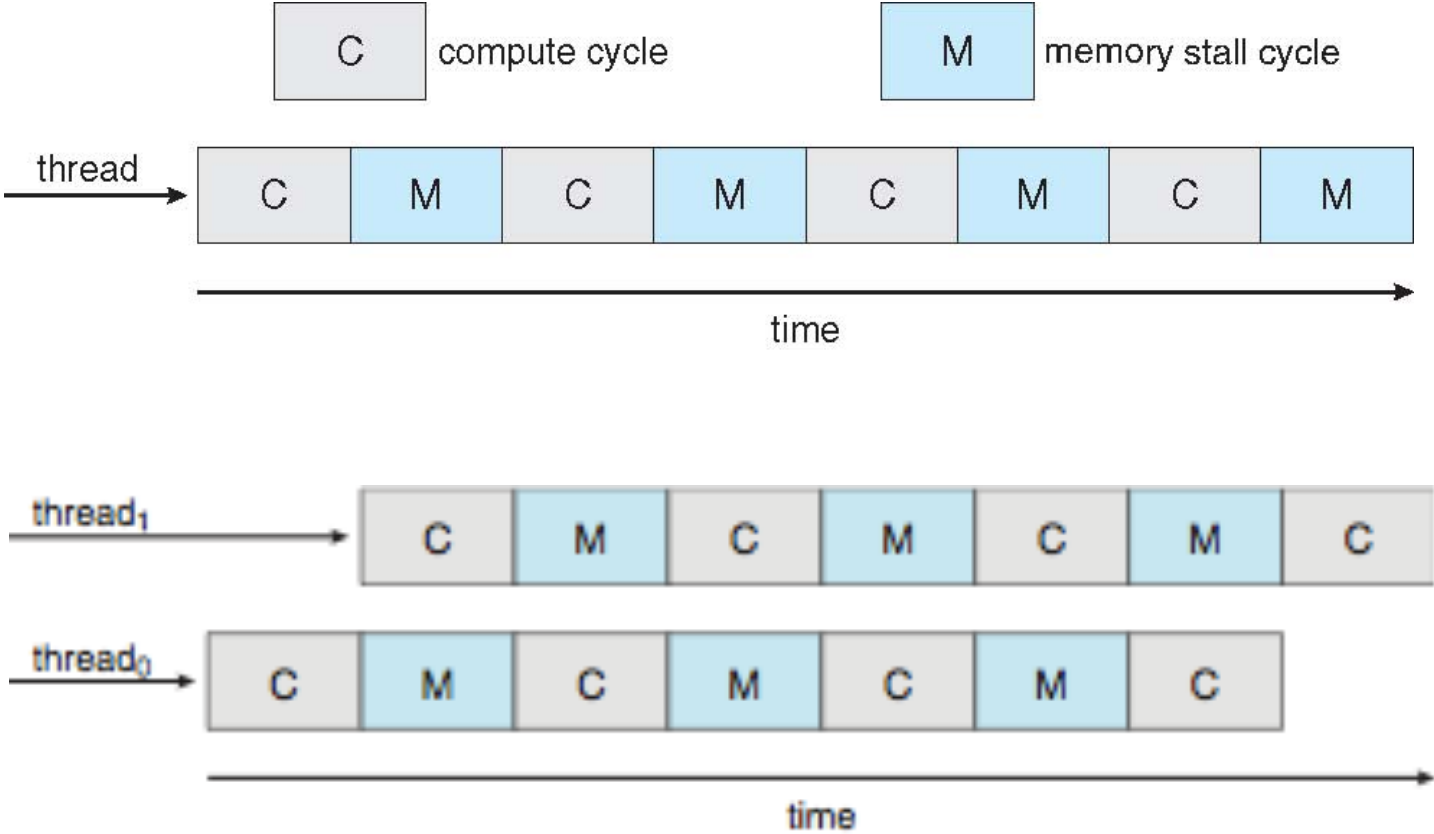 C compute cycle M memory stall cycle
thread
C M C M C M C M
time
thread₁
C M C M C M C
thread₀
C M C M C M C
time